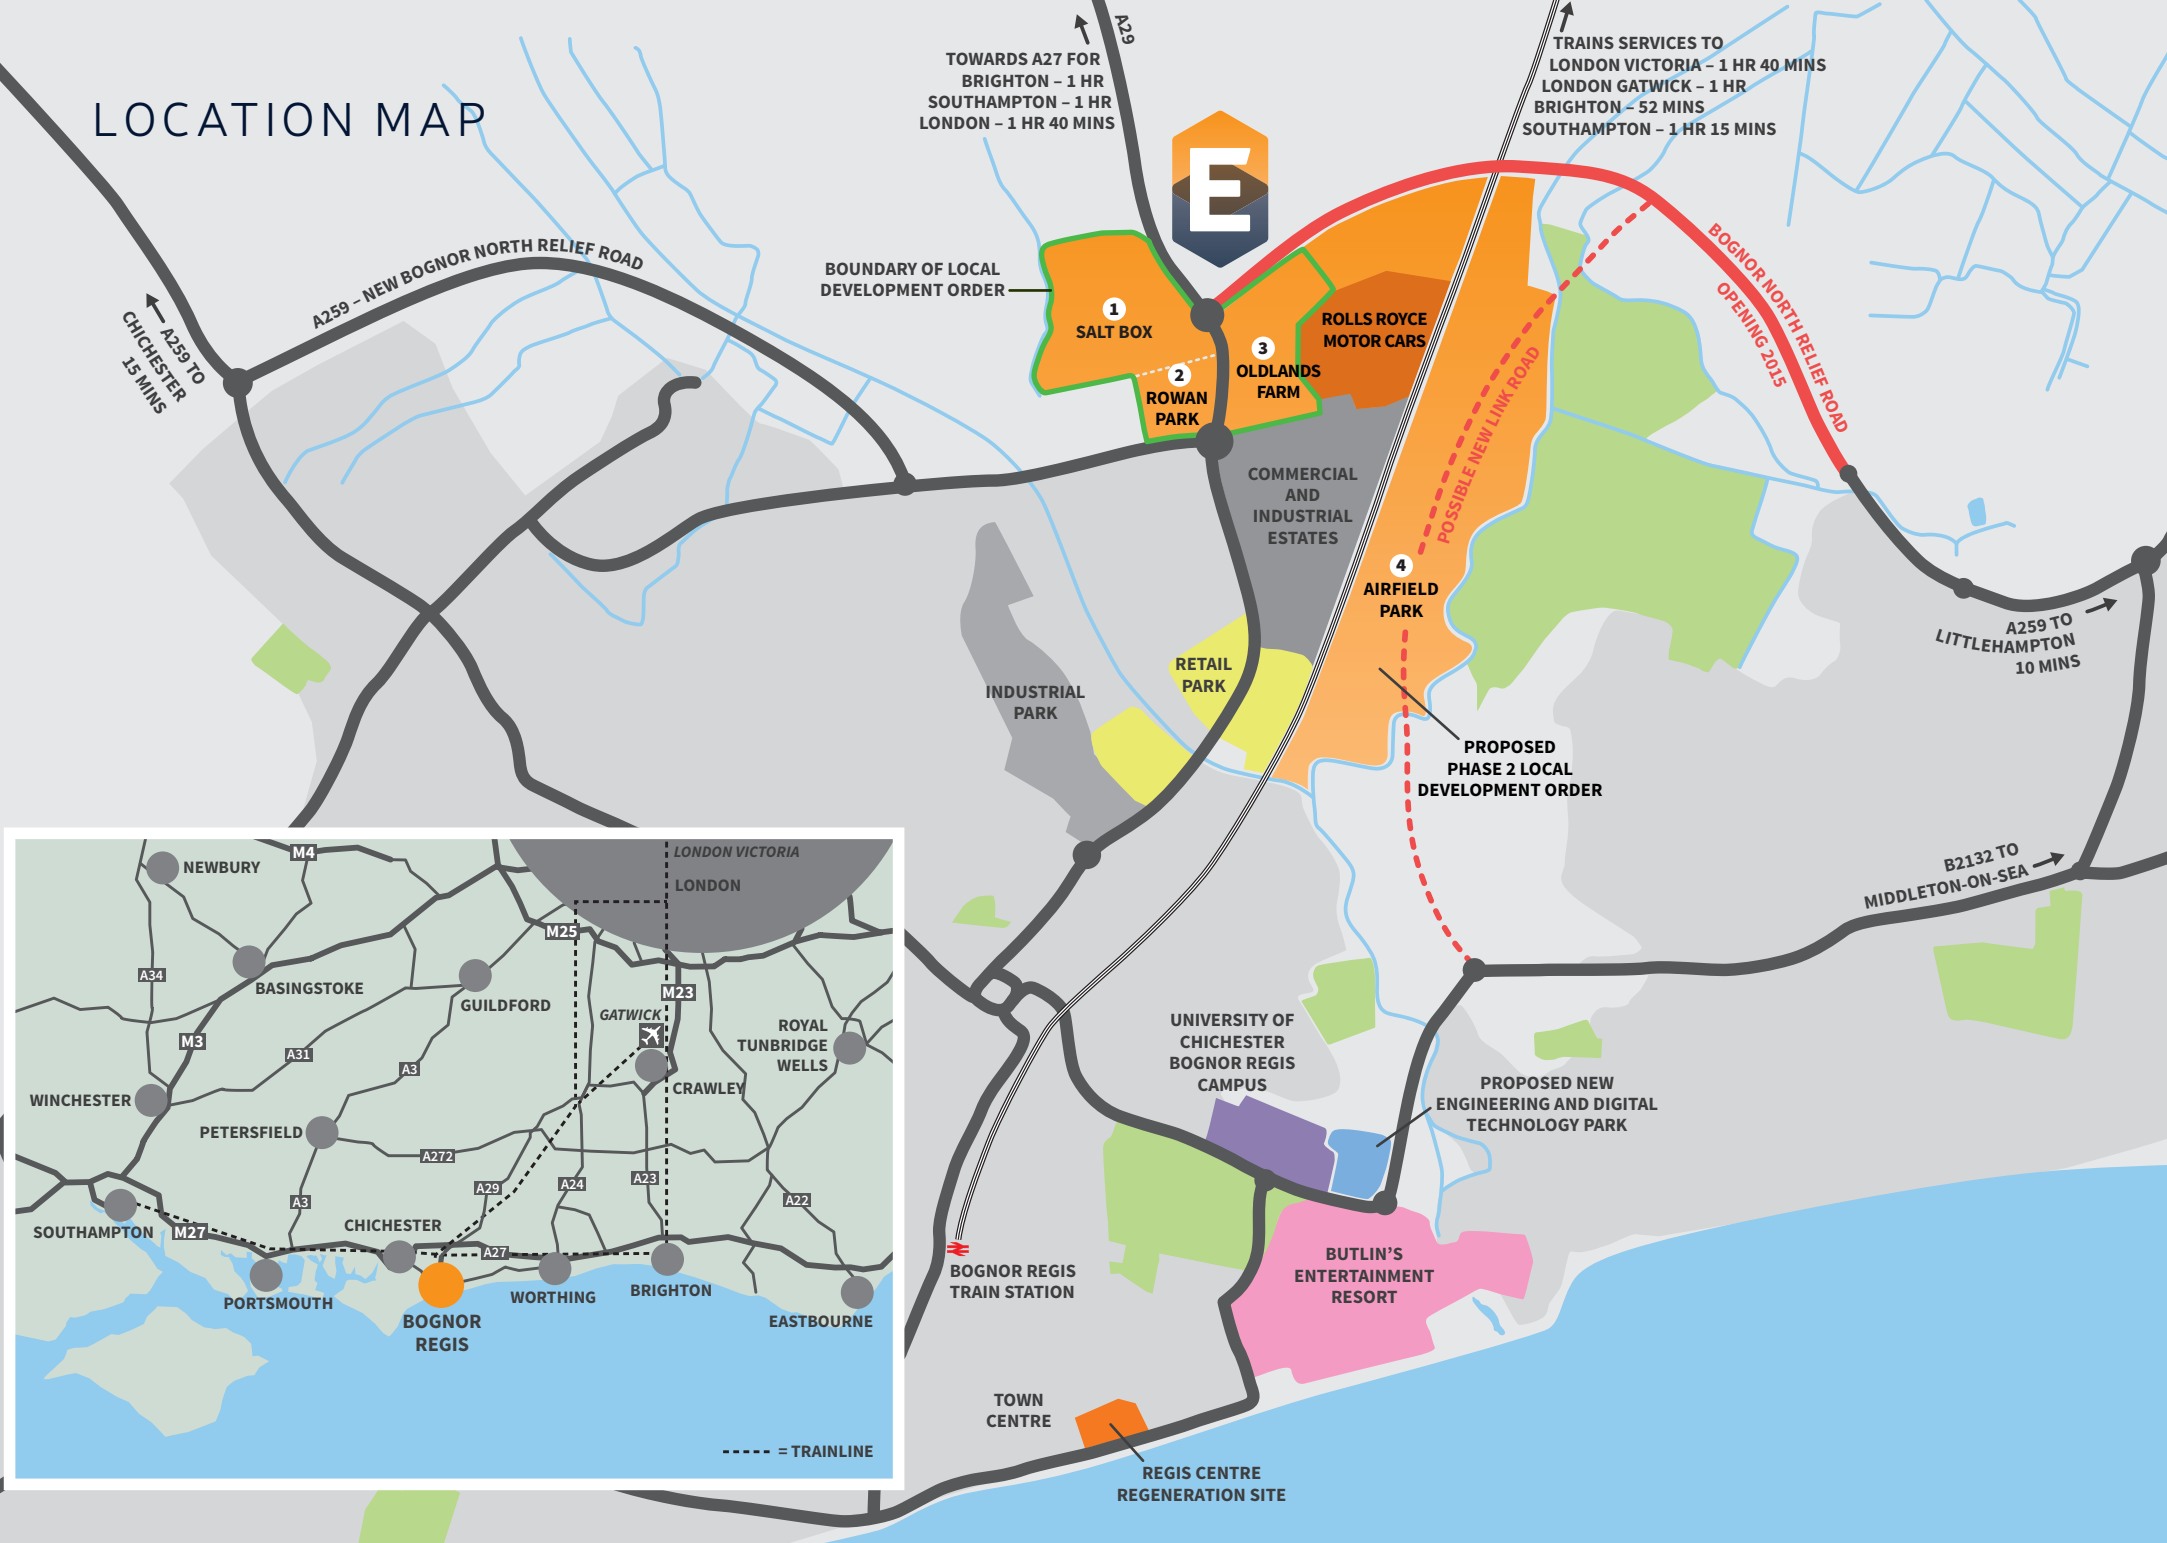 LOCATION MAP
A29
TOWARDS A27 FOR
BRIGHTON – 1 HR
SOUTHAMPTON – 1 HR
LONDON – 1 HR 40 MINS
TRAINS SERVICES TO
LONDON VICTORIA – 1 HR 40 MINS
LONDON GATWICK – 1 HR
BRIGHTON – 52 MINS
SOUTHAMPTON – 1 HR 15 MINS
E
A259 – NEW BOGNOR NORTH RELIEF ROAD
A259 TO
CHICHESTER
15 MINS
BOUNDARY OF LOCAL
DEVELOPMENT ORDER
1
SALT BOX
2
ROWAN
PARK
3
OLDLANDS
FARM
ROLLS ROYCE
MOTOR CARS
BOGNOR NORTH RELIEF ROAD
OPENING 2015
POSSIBLE NEW LINK ROAD
COMMERCIAL
AND
INDUSTRIAL
ESTATES
4
AIRFIELD
PARK
A259 TO
LITTLEHAMPTON
10 MINS
RETAIL
PARK
INDUSTRIAL
PARK
PROPOSED
PHASE 2 LOCAL
DEVELOPMENT ORDER
B2132 TO
MIDDLETON-ON-SEA
UNIVERSITY OF
CHICHESTER
BOGNOR REGIS
CAMPUS
PROPOSED NEW
ENGINEERING AND DIGITAL
TECHNOLOGY PARK
BOGNOR REGIS
TRAIN STATION
BUTLIN'S
ENTERTAINMENT
RESORT
TOWN
CENTRE
REGIS CENTRE
REGENERATION SITE
NEWBURY
M4
LONDON VICTORIA
LONDON
M25
A34
BASINGSTOKE
GUILDFORD
M23
GATWICK
ROYAL
TUNBRIDGE
WELLS
M3
A31
A3
CRAWLEY
WINCHESTER
PETERSFIELD
A272
A29
A24
A23
A22
A3
SOUTHAMPTON
M27
CHICHESTER
A27
PORTSMOUTH
BOGNOR
REGIS
WORTHING
BRIGHTON
EASTBOURNE
= TRAINLINE